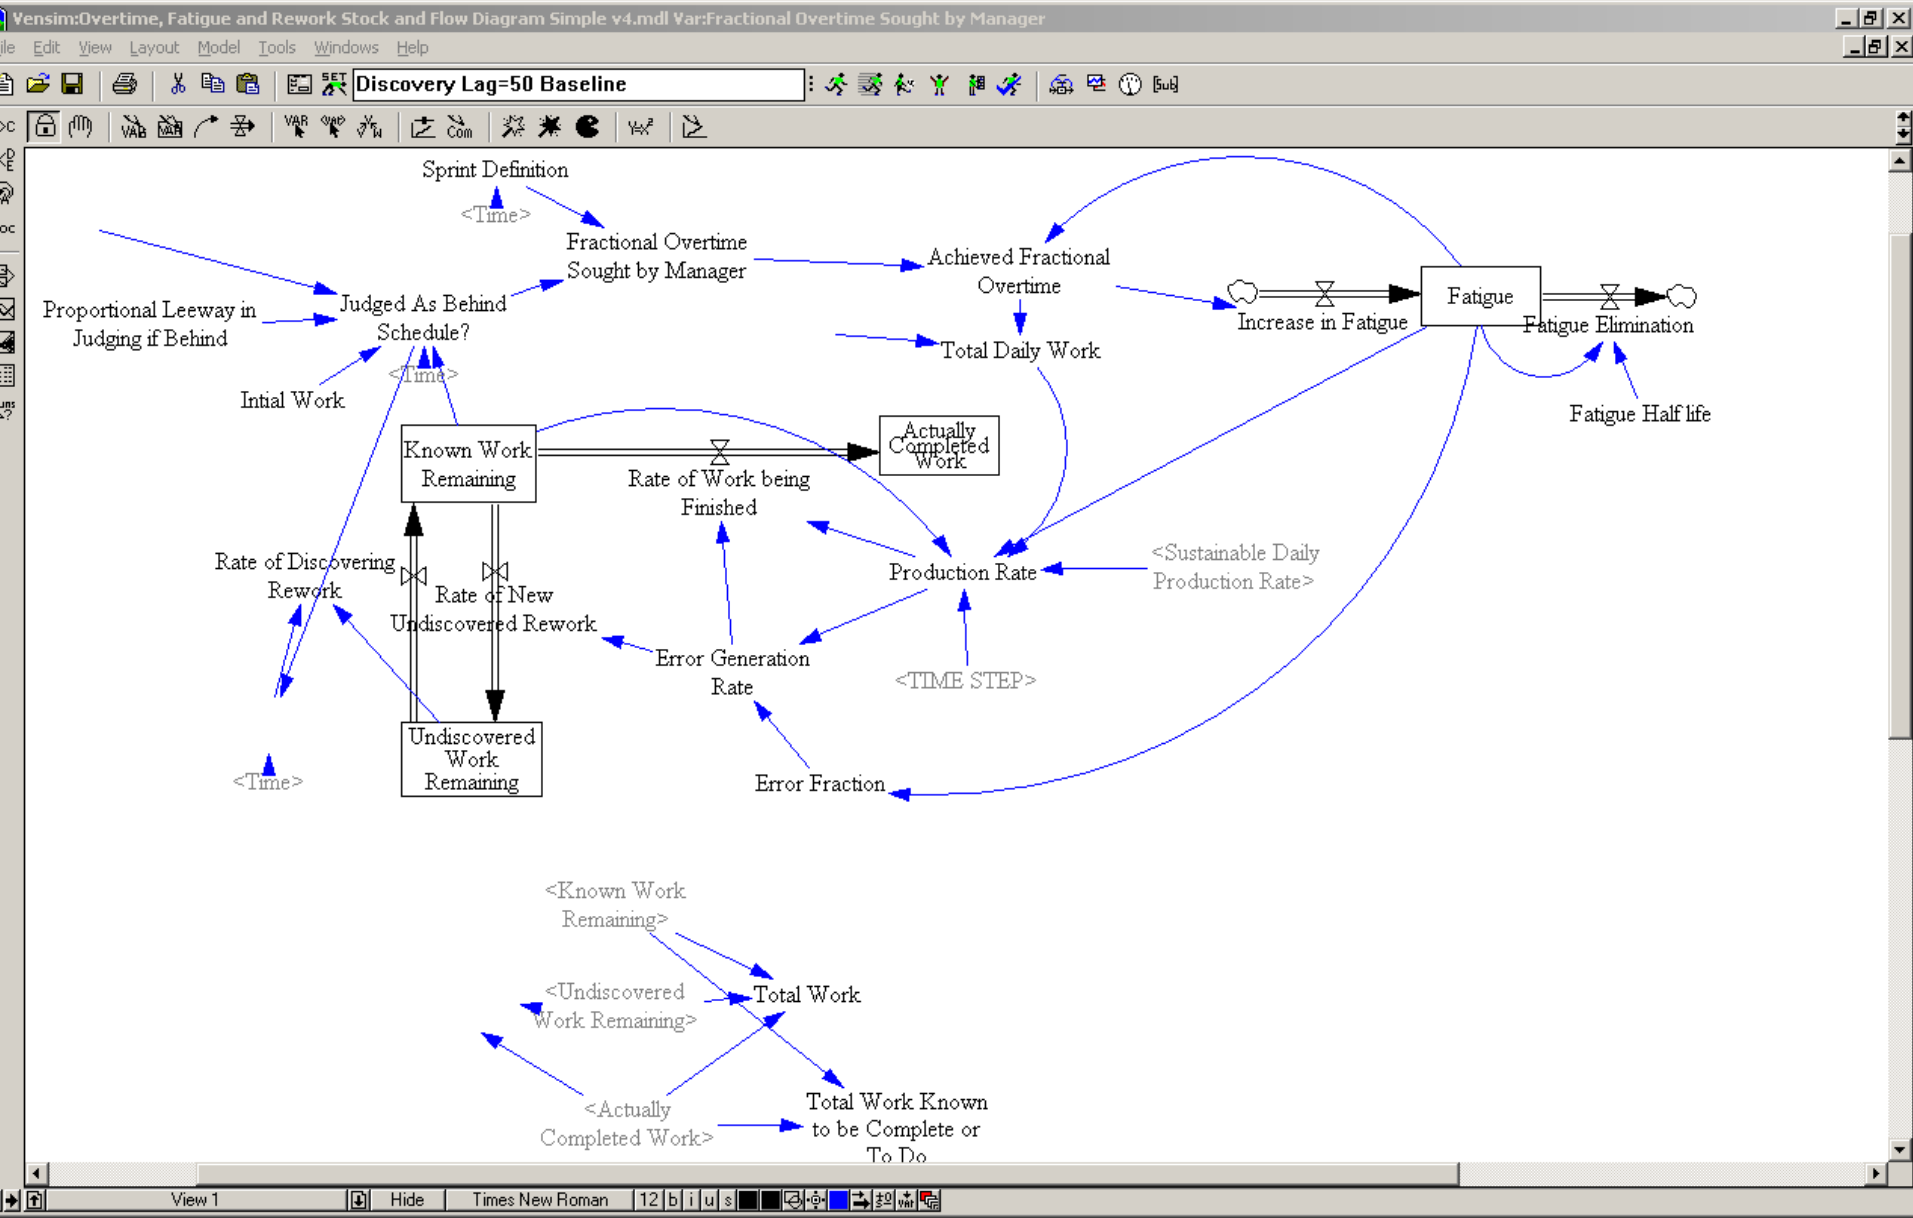 Vensim:Overtime, Fatigue and Rework Stock and Flow Diagram Simple v4.mdl Var:Fractional Overtime Sought by Manager
ile Edit View Layout Model Tools Windows Help
SET
Discovery Lag=50 Baseline
Sub
VAR
Com
Y=X²
Sprint Definition
<Time>
Fractional Overtime
Sought by Manager
Achieved Fractional
Overtime
Fatigue
Increase in Fatigue
Fatigue Elimination
Fatigue Half life
Proportional Leeway in
Judging if Behind
Judged As Behind
Schedule?
<Time>
Intial Work
Total Daily Work
Known Work
Remaining
Actually
Completed
Work
Rate of Work being
Finished
Rate of Discovering
Rework
Rate of New
Undiscovered Rework
Production Rate
<Sustainable Daily
Production Rate>
Error Generation
Rate
<TIME STEP>
Undiscovered
Work
Remaining
<Time>
Error Fraction
<Known Work
Remaining>
<Undiscovered
Work Remaining>
Total Work
<Actually
Completed Work>
Total Work Known
to be Complete or
To Do
View 1
Hide
Times New Roman
12 b i u s